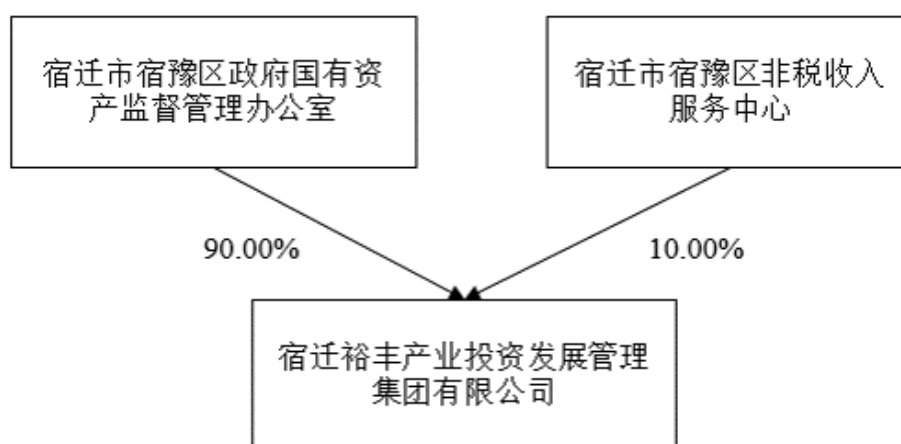 宿迁市宿豫区政府国有资
产监督管理办公室
宿迁市宿豫区非税收入
服务中心
90.00%
10.00%
宿迁裕丰产业投资发展管理
集团有限公司